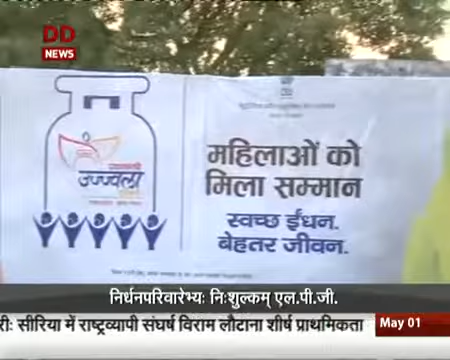 DD
NEWS
उज्ज्वला
महिलाओं को
मिला सम्मान
स्वच्छ ईंधन.
बेहतर जीवन.
निर्धनपरिवारेभ्यः निःशुल्कम् एल.पी.जी.
री: सीरिया में राष्ट्रव्यापी संघर्ष विराम लौटाना शीर्ष प्राथमिकता
May 01